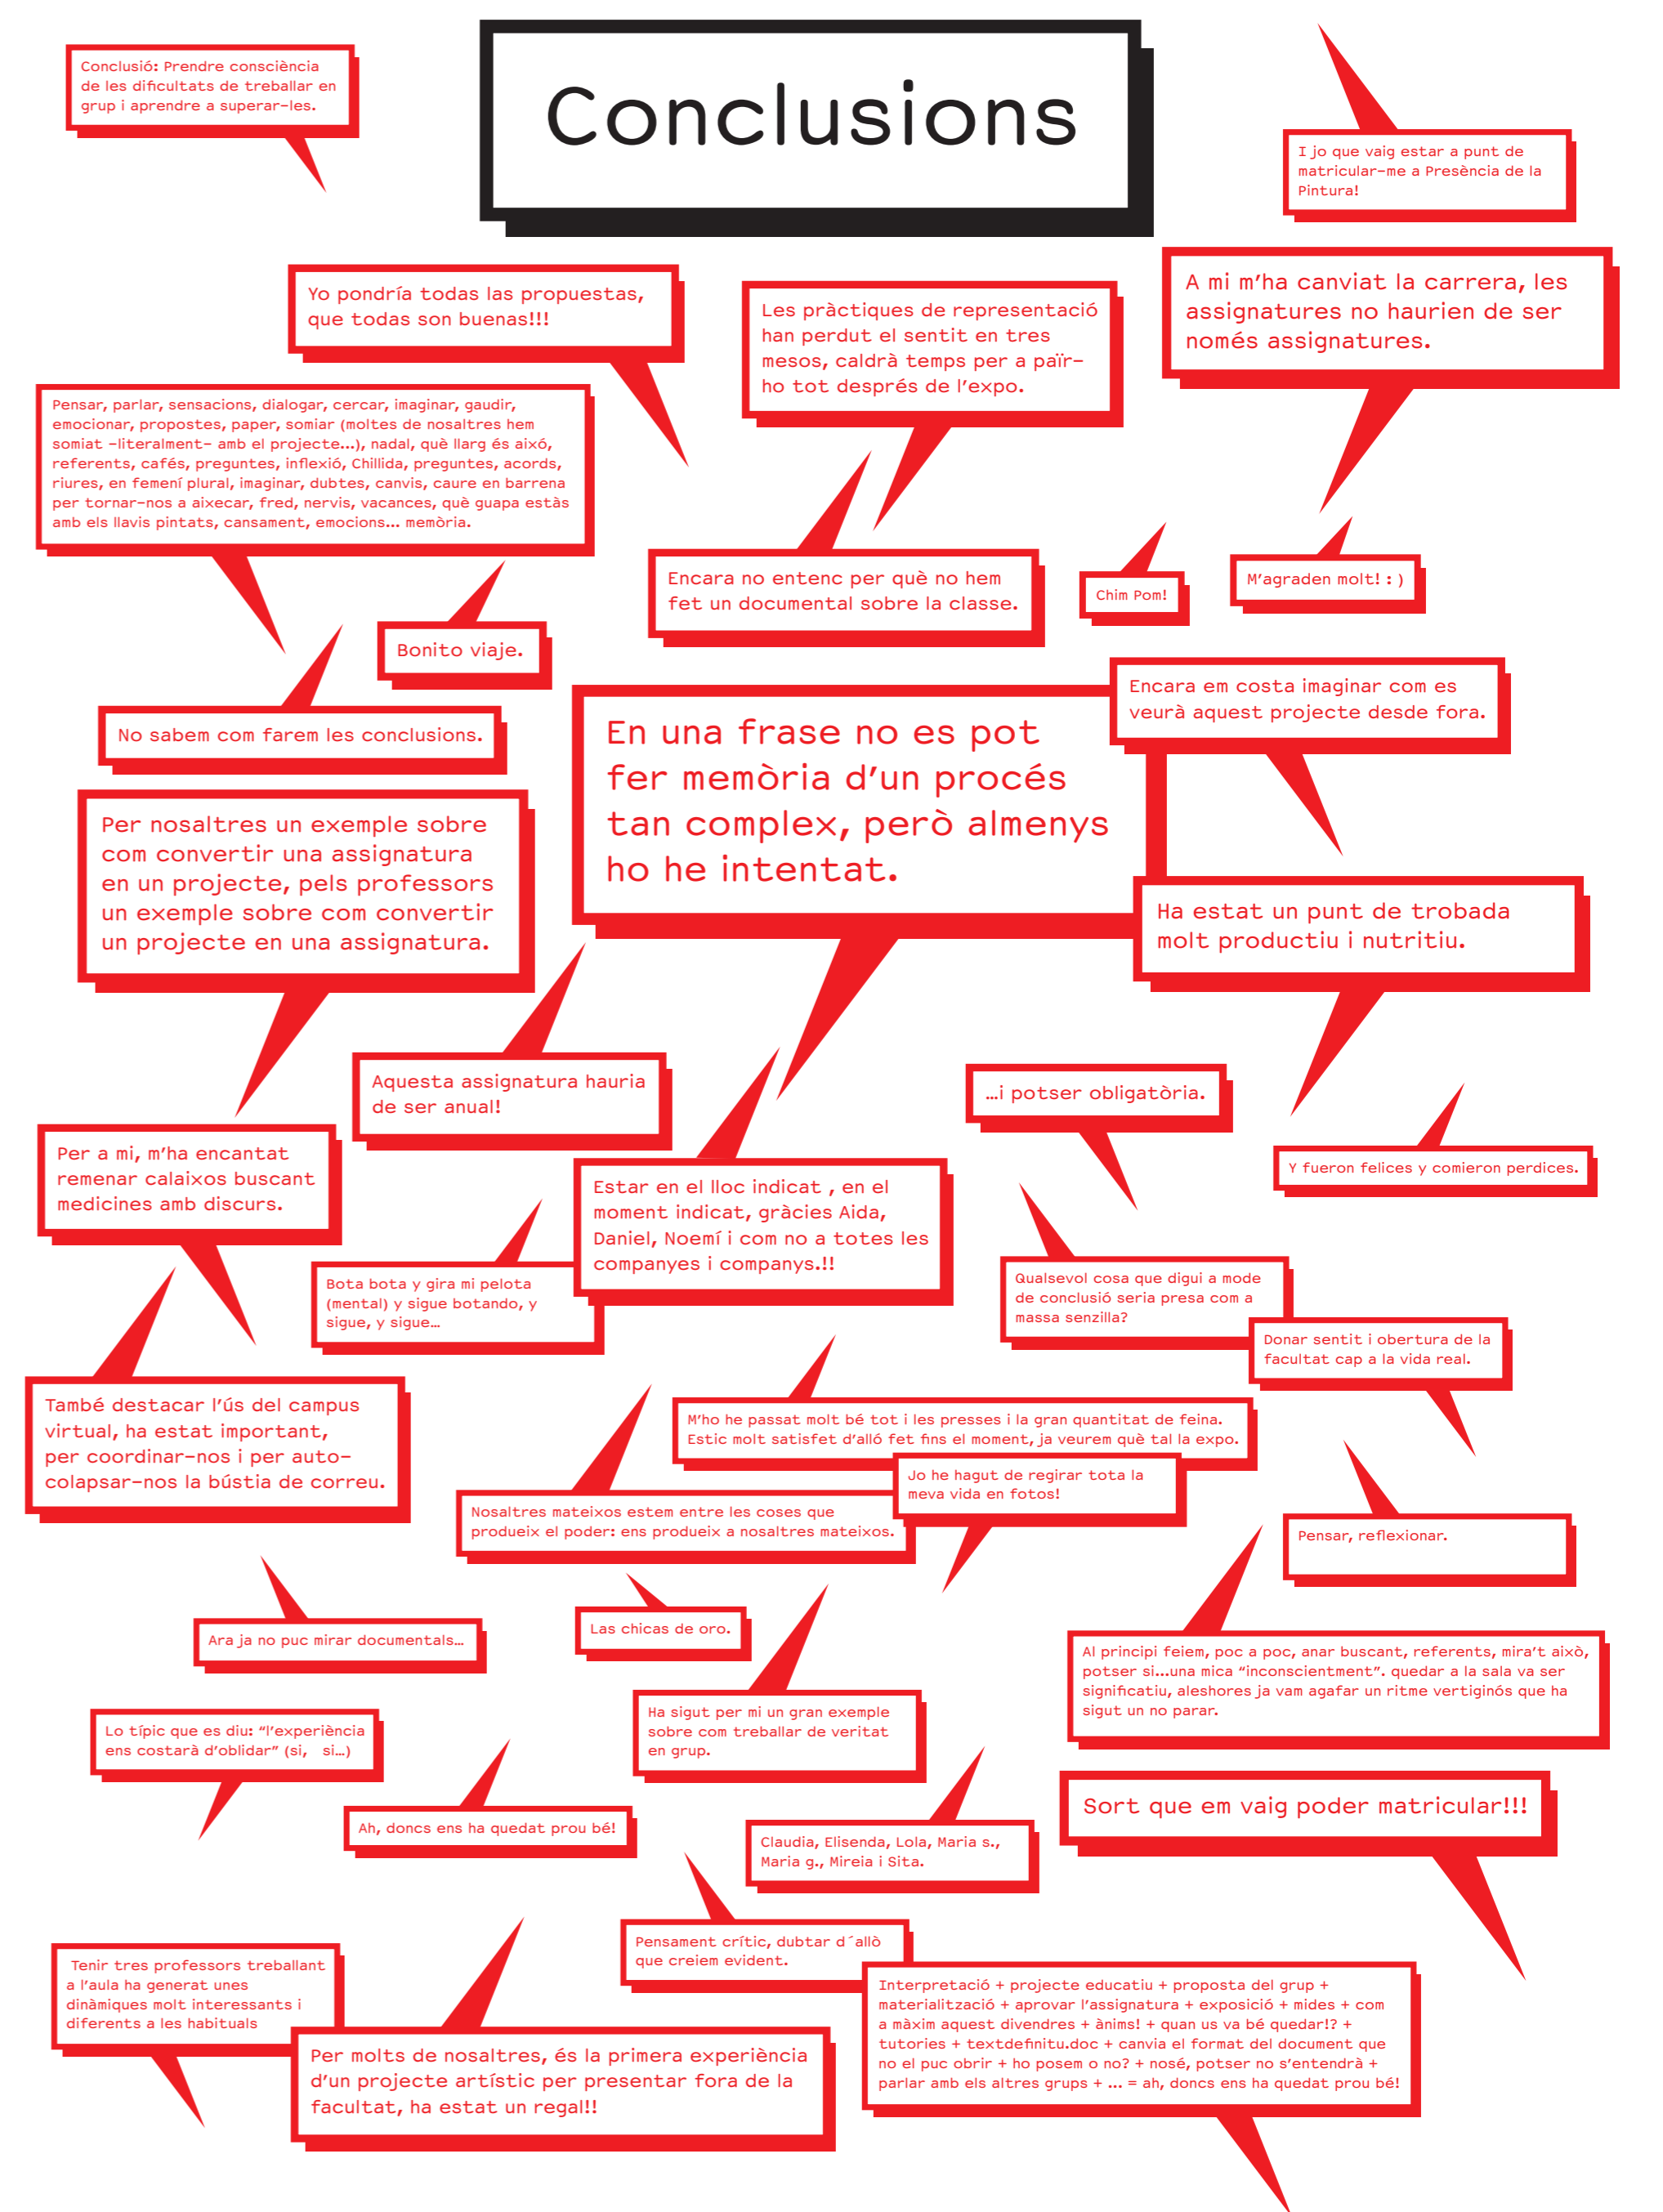 Conclusions
Conclusió: Prendre consciència
de les dificultats de treballar en
grup i aprendre a superar-les.
I jo que vaig estar a punt de
matricular-me a Presència de la
Pintura!
Yo pondría todas las propuestas,
que todas son buenas!!!
Les pràctiques de representació
han perdut el sentit en tres
mesos, caldrà temps per a païr-
ho tot després de l'expo.
A mi m'ha canviat la carrera, les
assignatures no haurien de ser
només assignatures.
Pensar, parlar, sensacions, dialogar, cercar, imaginar, gaudir,
emocionar, propostes, paper, somiar (moltes de nosaltres hem
somiat -literalment- amb el projecte...), nadal, què llarg és aixó,
referents, cafés, preguntes, inflexió, Chillida, preguntes, acords,
riures, en femení plural, imaginar, dubtes, canvis, caure en barrena
per tornar-nos a aixecar, fred, nervis, vacances, què guapa estàs
amb els llavis pintats, cansament, emocions... memòria.
Encara no entenc per què no hem
fet un documental sobre la classe.
Chim Pom!
M'agraden molt! : )
Bonito viaje.
No sabem com farem les conclusions.
En una frase no es pot
fer memòria d'un procés
tan complex, però almenys
ho he intentat.
Encara em costa imaginar com es
veurà aquest projecte desde fora.
Per nosaltres un exemple sobre
com convertir una assignatura
en un projecte, pels professors
un exemple sobre com convertir
un projecte en una assignatura.
Ha estat un punt de trobada
molt productiu i nutritiu.
Aquesta assignatura hauria
de ser anual!
...i potser obligatòria.
Per a mi, m'ha encantat
remenar calaixos buscant
medicines amb discurs.
Y fueron felices y comieron perdices.
Estar en el lloc indicat , en el
moment indicat, gràcies Aida,
Daniel, Noemí i com no a totes les
companyes i companys.!!
Bota bota y gira mi pelota
(mental) y sigue botando, y
sigue, y sigue...
Qualsevol cosa que digui a mode
de conclusió seria presa com a
massa senzilla?
Donar sentit i obertura de la
facultat cap a la vida real.
També destacar l'ús del campus
virtual, ha estat important,
per coordinar-nos i per auto-
colapsar-nos la bústia de correu.
M'ho he passat molt bé tot i les presses i la gran quantitat de feina.
Estic molt satisfet d'alló fet fins el moment, ja veurem què tal la expo.
Jo he hagut de regirar tota la
meva vida en fotos!
Nosaltres mateixos estem entre les coses que
produeix el poder: ens produeix a nosaltres mateixos.
Pensar, reflexionar.
Ara ja no puc mirar documentals...
Las chicas de oro.
Al principi feiem, poc a poc, anar buscant, referents, mira't això,
potser si...una mica “inconscientment”. quedar a la sala va ser
significatiu, aleshores ja vam agafar un ritme vertiginós que ha
sigut un no parar.
Ha sigut per mi un gran exemple
sobre com treballar de veritat
en grup.
Lo típic que es diu: “l'experiència
ens costarà d'oblidar” (si, si...)
Sort que em vaig poder matricular!!!
Ah, doncs ens ha quedat prou bé!
Claudia, Elisenda, Lola, Maria s.,
Maria g., Mireia i Sita.
Pensament crític, dubtar d´allò
que creiem evident.
Tenir tres professors treballant
a l'aula ha generat unes
dinàmiques molt interessants i
diferents a les habituals
Interpretació + projecte educatiu + proposta del grup +
materialització + aprovar l'assignatura + exposició + mides + com
a màxim aquest divendres + ànims! + quan us va bé quedar!? +
tutories + textdefinitu.doc + canvia el format del document que
no el puc obrir + ho posem o no? + nosé, potser no s'entendrà +
parlar amb els altres grups + ... = ah, doncs ens ha quedat prou bé!
Per molts de nosaltres, és la primera experiència
d'un projecte artístic per presentar fora de la
facultat, ha estat un regal!!